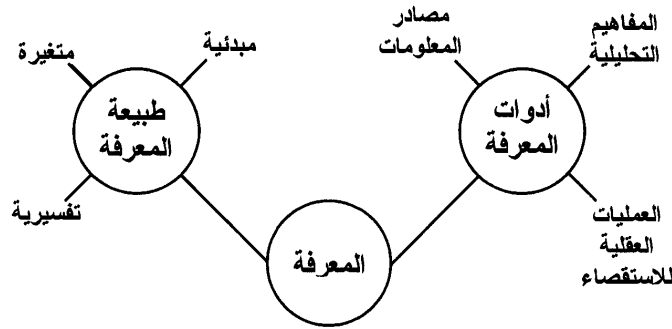 المفاهيم
التحليلية
مصادر
المعلومات
أدوات
المعرفة
العمليات
العقلية
للاستقصاء
مبدئية
متغيرة
طبيعة
المعرفة
تفسيرية
المعرفة